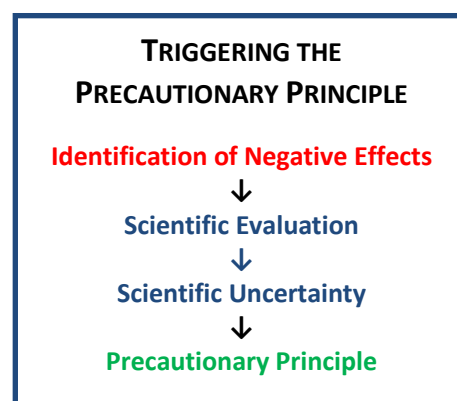 TRIGGERING THE
PRECAUTIONARY PRINCIPLE
Identification of Negative Effects
↓
Scientific Evaluation
↓
Scientific Uncertainty
↓
Precautionary Principle